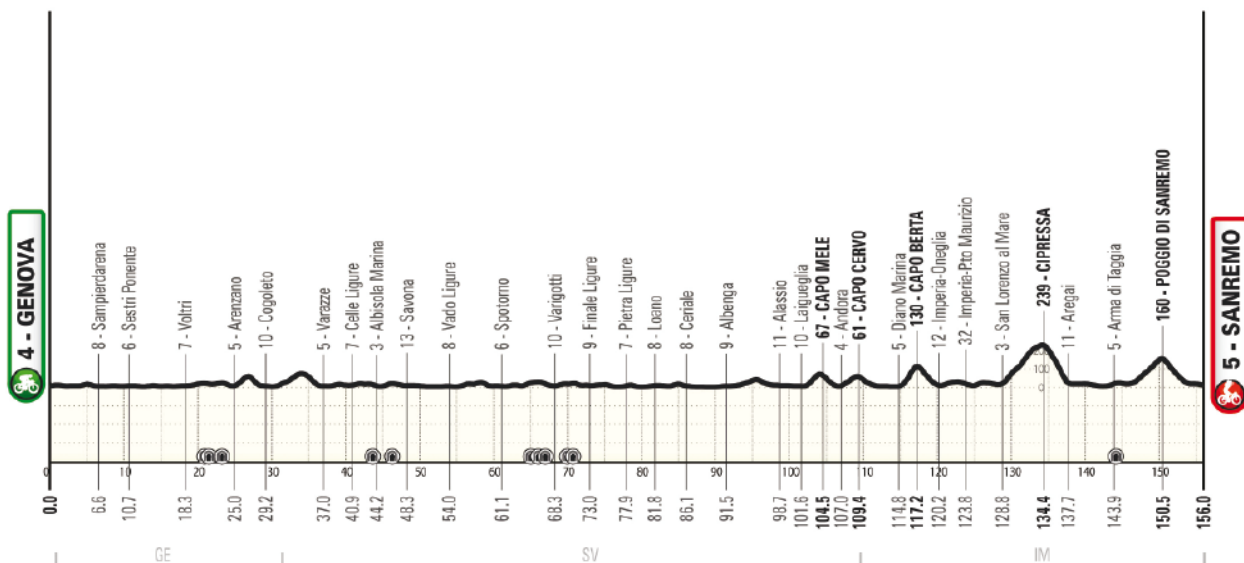 4 - GENOVA
8 - Sampierdarena
6 - Sestri Ponente
7 - Voltri
5 - Arenzano
10 - Cogoleto
5 - Varazze
7 - Celle Ligure
3 - Albisola Marina
13 - Savona
8 - Vado Ligure
6 - Spotorno
10 - Varigotti
9 - Finale Ligure
7 - Pietra Ligure
8 - Loano
8 - Ceriale
9 - Albenga
11 - Alassio
10 - Laigueglia
67 - CAPO MELE
4 - Andora
61 - CAPO CERVO
5 - Diano Marina
130 - CAPO BERTA
12 - Imperia-Oneglia
32 - Imperia-P.to Maurizio
3 - San Lorenzo al Mare
239 - CIPRESSA
11 - Aregai
5 - Arma di Taggia
160 - POGGIO DI SANREMO
5 - SANREMO
200
100
0
0 10 20 30 40 50 60 70 80 90 100 110 120 130 140 150
0.0 6.6 10.7 18.3 25.0 29.2 37.0 40.9 44.2 48.3 54.0 61.1 68.3 73.0 77.9 81.8 86.1 91.5 98.7 101.6 104.5 107.0 109.4 114.8 117.2 120.2 123.8 128.8 134.4 137.7 143.9 150.5 156.0
GE SV IM